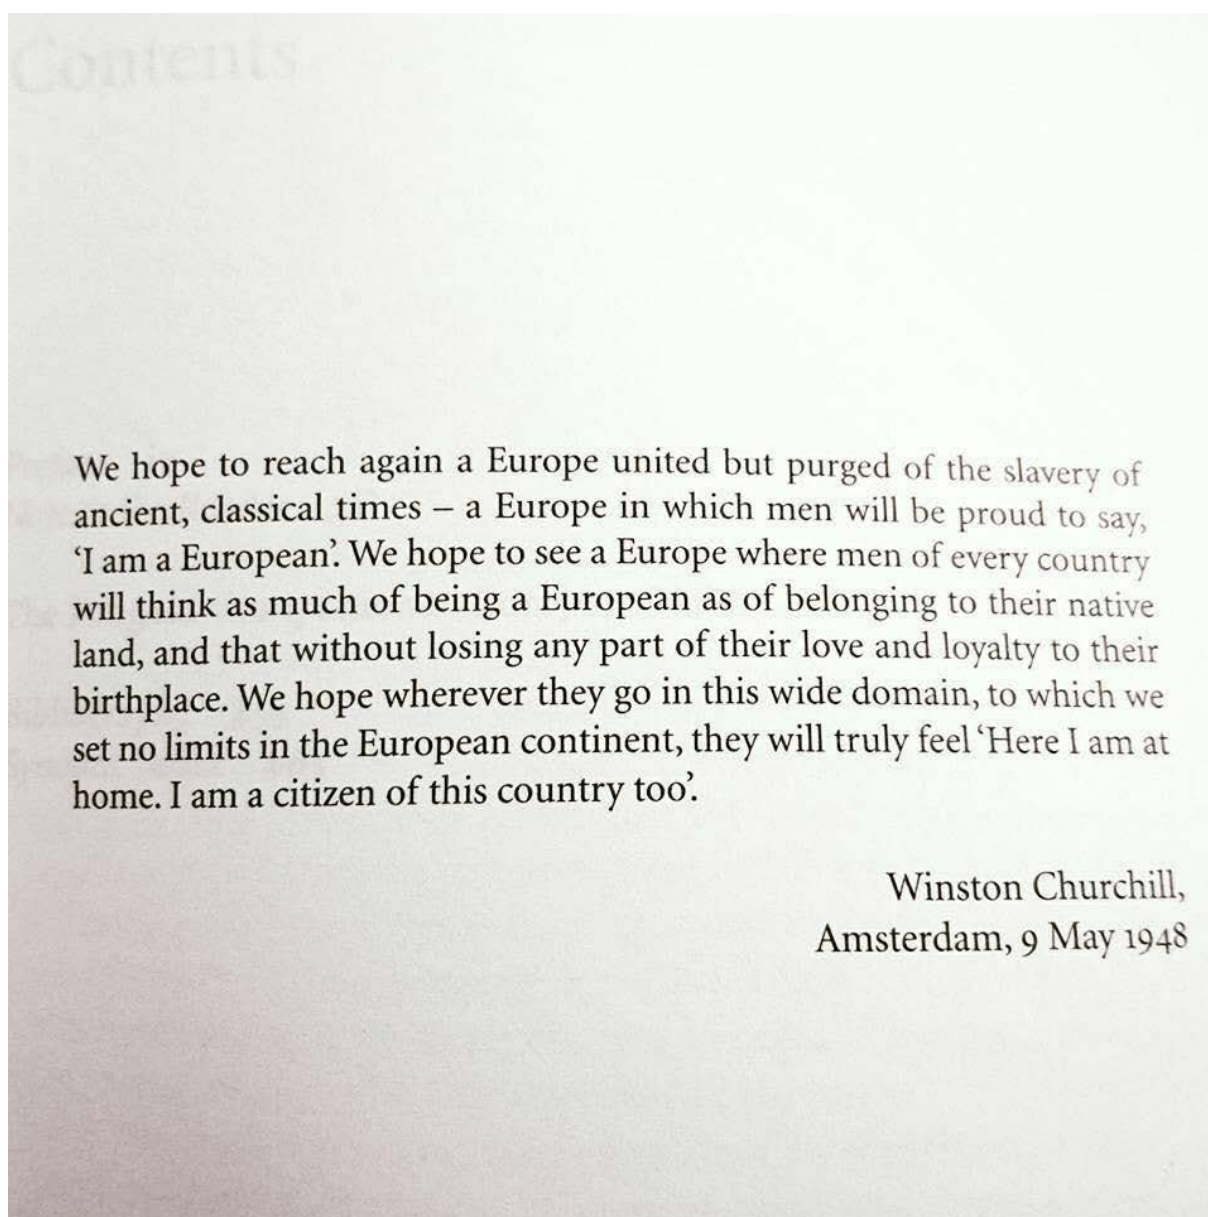 Contents
We hope to reach again a Europe united but purged of the slavery of
ancient, classical times – a Europe in which men will be proud to say,
‘I am a European’. We hope to see a Europe where men of every country
will think as much of being a European as of belonging to their native
land, and that without losing any part of their love and loyalty to their
birthplace. We hope wherever they go in this wide domain, to which we
set no limits in the European continent, they will truly feel ‘Here I am at
home. I am a citizen of this country too’.
Winston Churchill,
Amsterdam, 9 May 1948